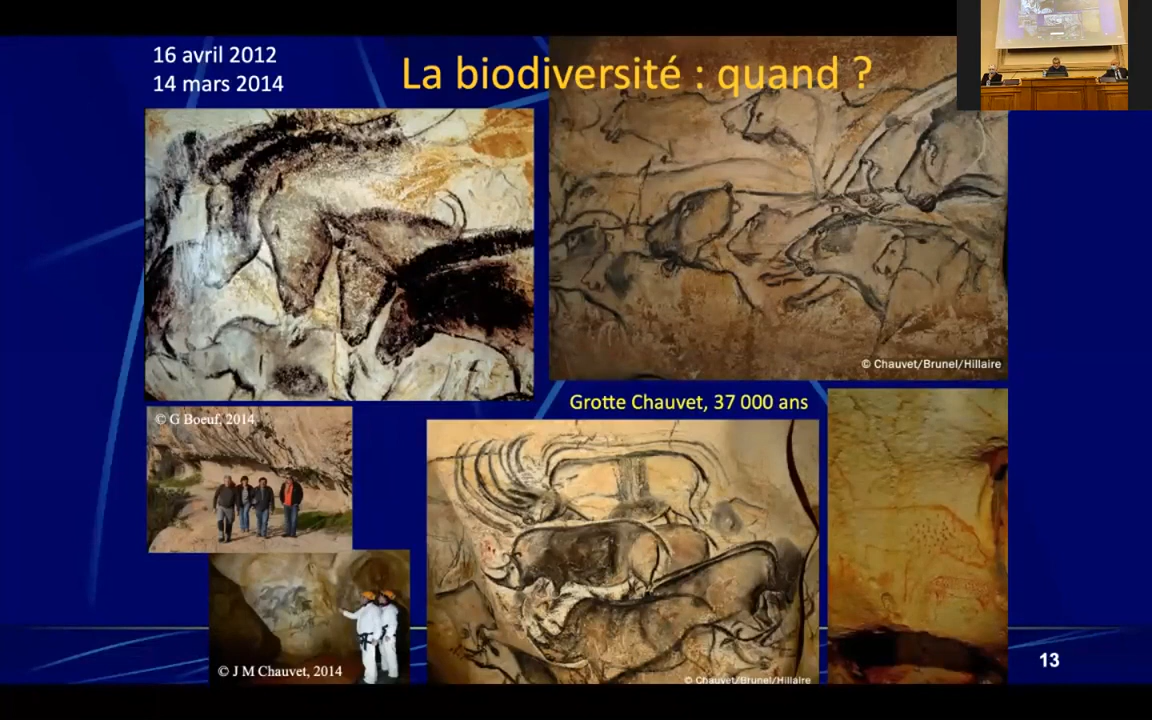 16 avril 2012
14 mars 2014
La biodiversité : quand ?
© Chauvet/Brunel/Hillaire
Grotte Chauvet, 37 000 ans
© G Boeuf, 2014
© J M Chauvet, 2014
© Chauvet/Brunel/Hillaire
13